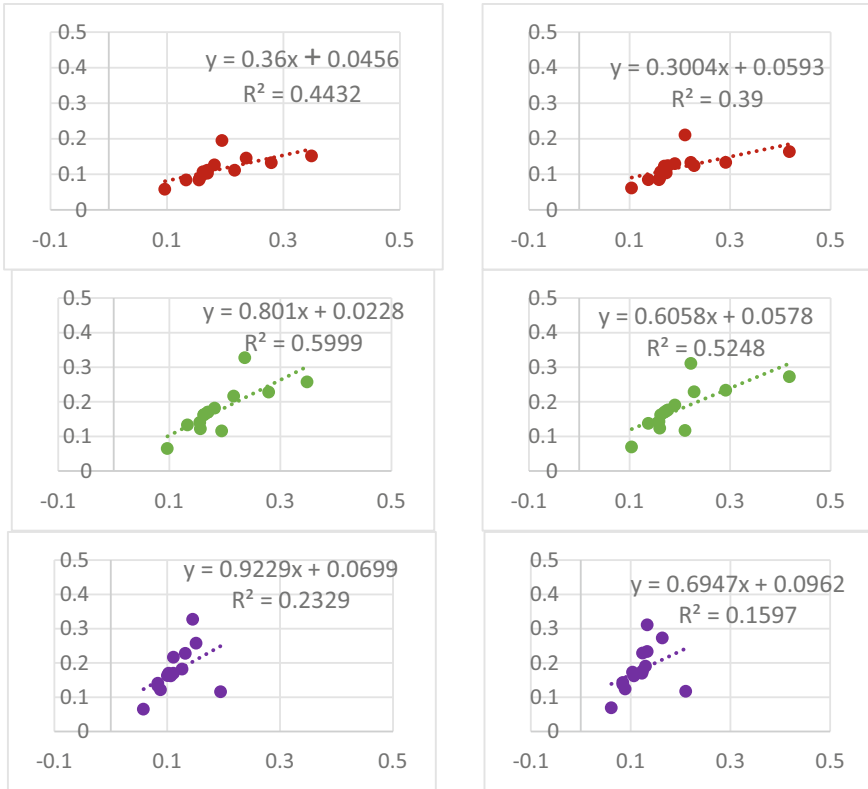 0.5
y = 0.36x + 0.0456
0.4
R² = 0.4432
0.3
0.2
0.1
0
-0.1 0.1 0.3 0.5
0.5
y = 0.3004x + 0.0593
0.4
R² = 0.39
0.3
0.2
0.1
0
-0.1 0.1 0.3 0.5
0.5
y = 0.801x + 0.0228
0.4
R² = 0.5999
0.3
0.2
0.1
0
-0.1 0.1 0.3 0.5
0.5
y = 0.6058x + 0.0578
0.4
R² = 0.5248
0.3
0.2
0.1
0
-0.1 0.1 0.3 0.5
0.5
y = 0.9229x + 0.0699
0.4
R² = 0.2329
0.3
0.2
0.1
0
-0.1 0.1 0.3 0.5
0.5
y = 0.6947x + 0.0962
0.4
R² = 0.1597
0.3
0.2
0.1
0
-0.1 0.1 0.3 0.5